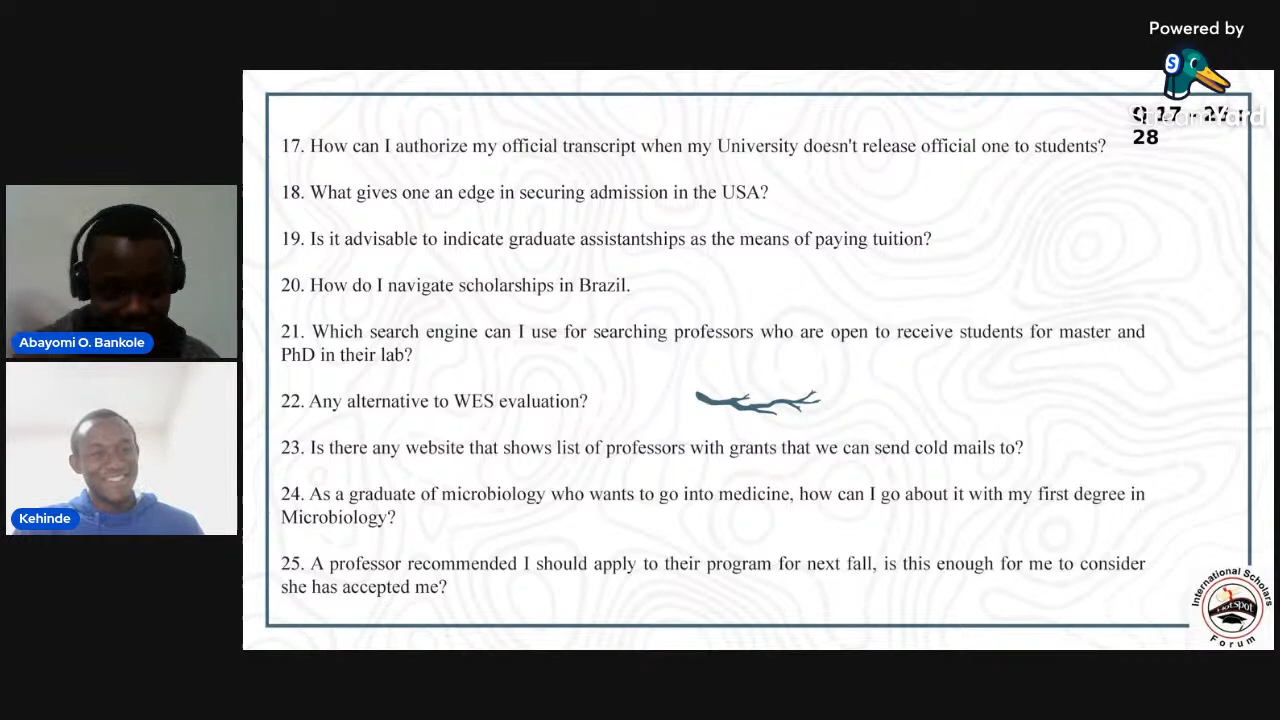 Powered by
S
StreamYard
Q 17 - 25 :
28
17. How can I authorize my official transcript when my University doesn't release official one to students?
18. What gives one an edge in securing admission in the USA?
19. Is it advisable to indicate graduate assistantships as the means of paying tuition?
20. How do I navigate scholarships in Brazil.
21. Which search engine can I use for searching professors who are open to receive students for master and
PhD in their lab?
22. Any alternative to WES evaluation?
23. Is there any website that shows list of professors with grants that we can send cold mails to?
24. As a graduate of microbiology who wants to go into medicine, how can I go about it with my first degree in
Microbiology?
25. A professor recommended I should apply to their program for next fall, is this enough for me to consider
she has accepted me?
Abayomi O. Bankole
Kehinde
International Scholars
HotSpot
Forum